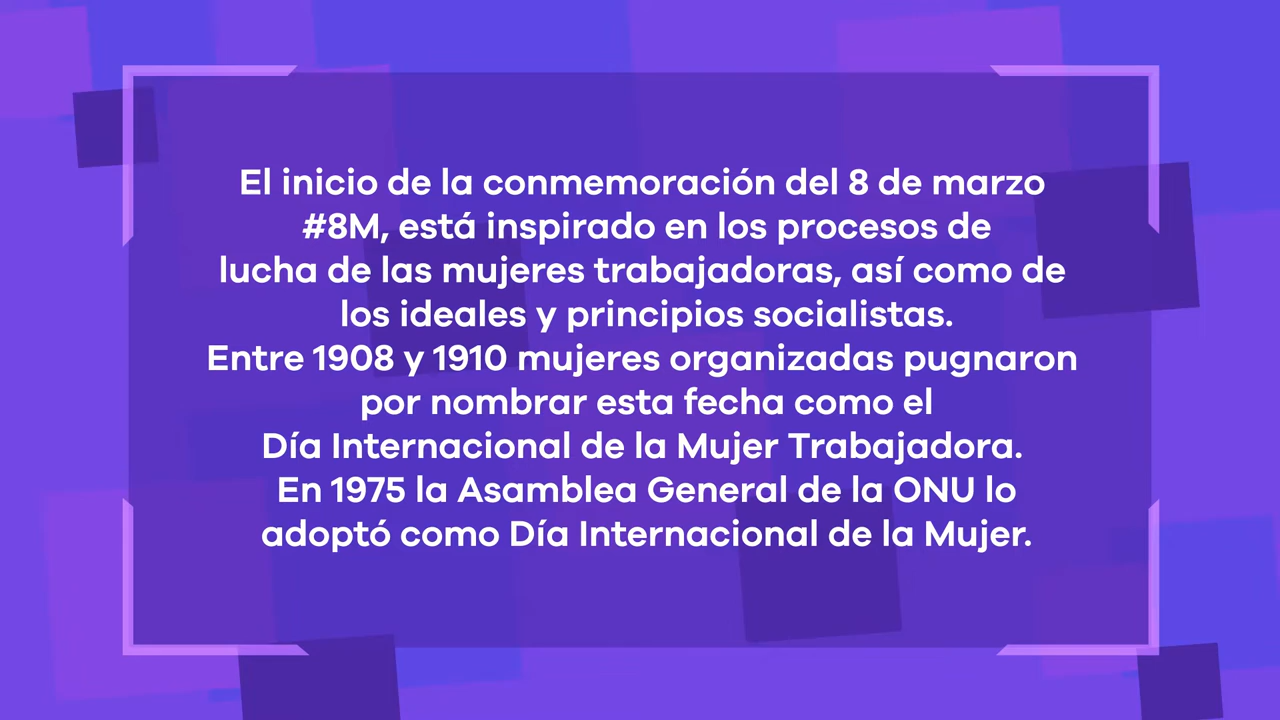 El inicio de la conmemoración del 8 de marzo
#8M, está inspirado en los procesos de
lucha de las mujeres trabajadoras, así como de
los ideales y principios socialistas.
Entre 1908 y 1910 mujeres organizadas pugnaron
por nombrar esta fecha como el
Día Internacional de la Mujer Trabajadora.
En 1975 la Asamblea General de la ONU lo
adoptó como Día Internacional de la Mujer.